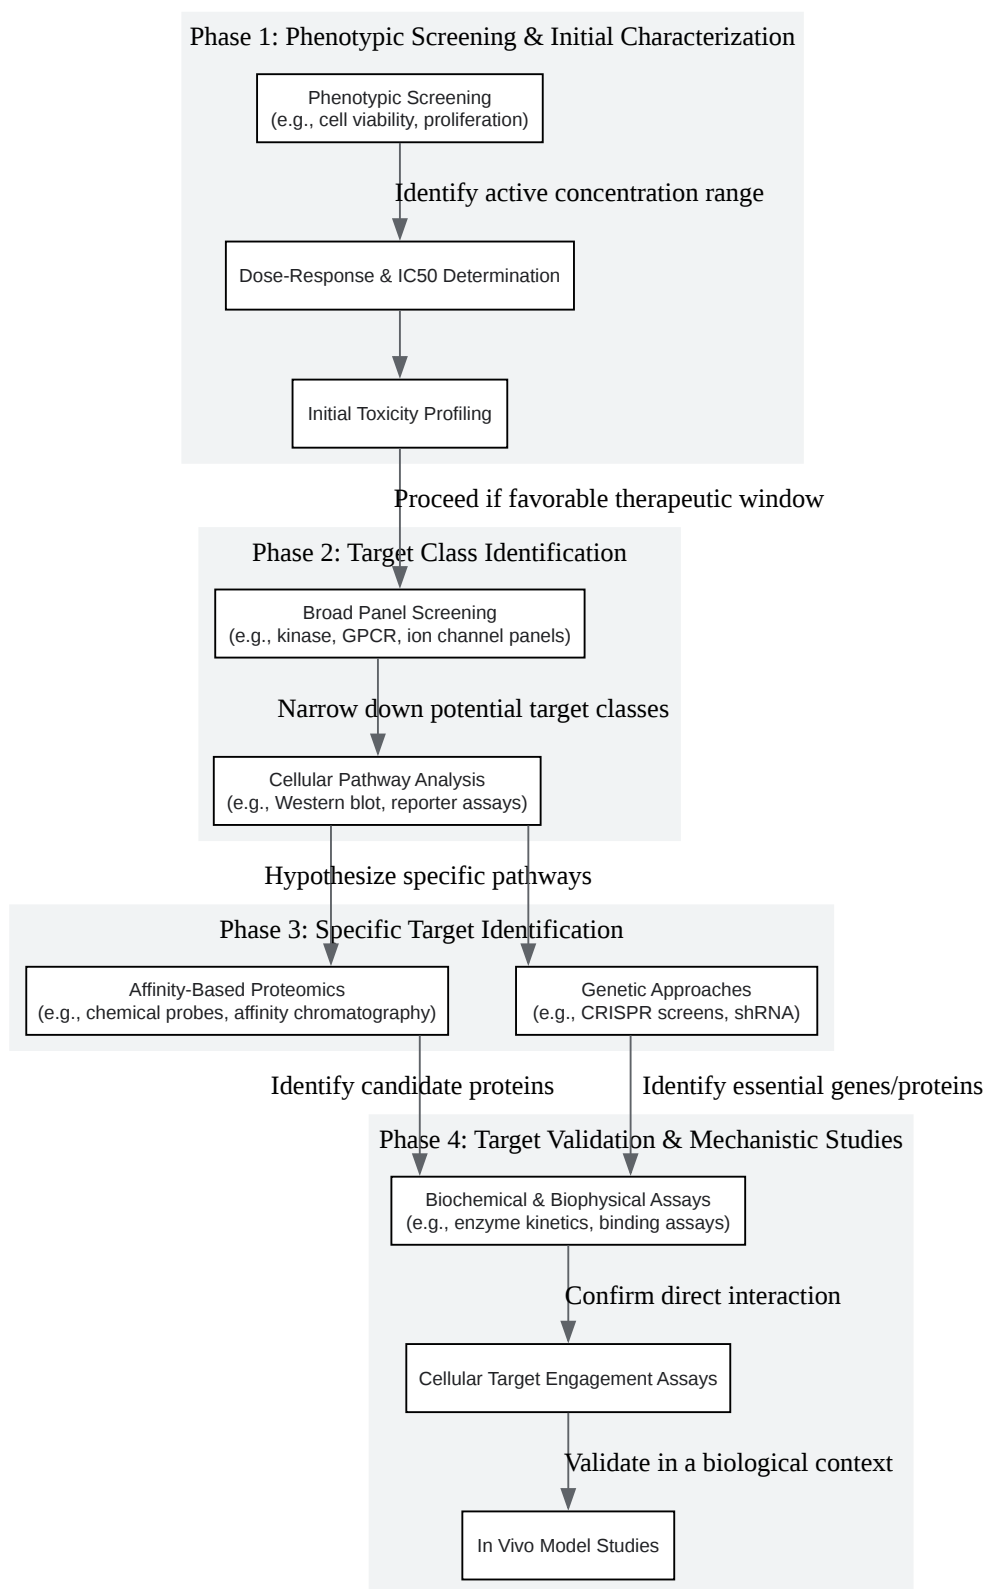 Phase 1: Phenotypic Screening & Initial Characterization
Phenotypic Screening
(e.g., cell viability, proliferation)
Identify active concentration range
Dose-Response & IC50 Determination
Initial Toxicity Profiling
Proceed if favorable therapeutic window
Phase 2: Target Class Identification
Broad Panel Screening
(e.g., kinase, GPCR, ion channel panels)
Narrow down potential target classes
Cellular Pathway Analysis
(e.g., Western blot, reporter assays)
Hypothesize specific pathways
Phase 3: Specific Target Identification
Affinity-Based Proteomics
(e.g., chemical probes, affinity chromatography)
Genetic Approaches
(e.g., CRISPR screens, shRNA)
Identify candidate proteins
Identify essential genes/proteins
Phase 4: Target Validation & Mechanistic Studies
Biochemical & Biophysical Assays
(e.g., enzyme kinetics, binding assays)
Confirm direct interaction
Cellular Target Engagement Assays
Validate in a biological context
In Vivo Model Studies